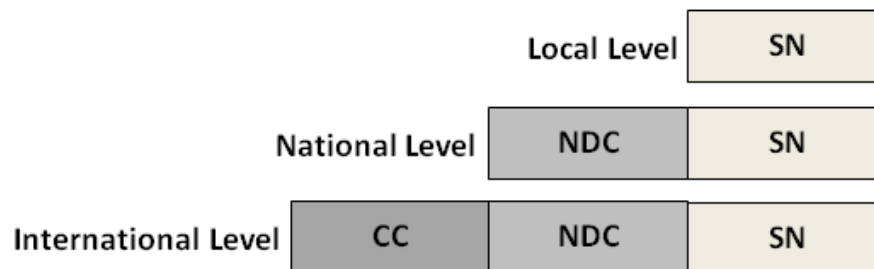 Local Level SN
National Level NDC SN
International Level CC NDC SN